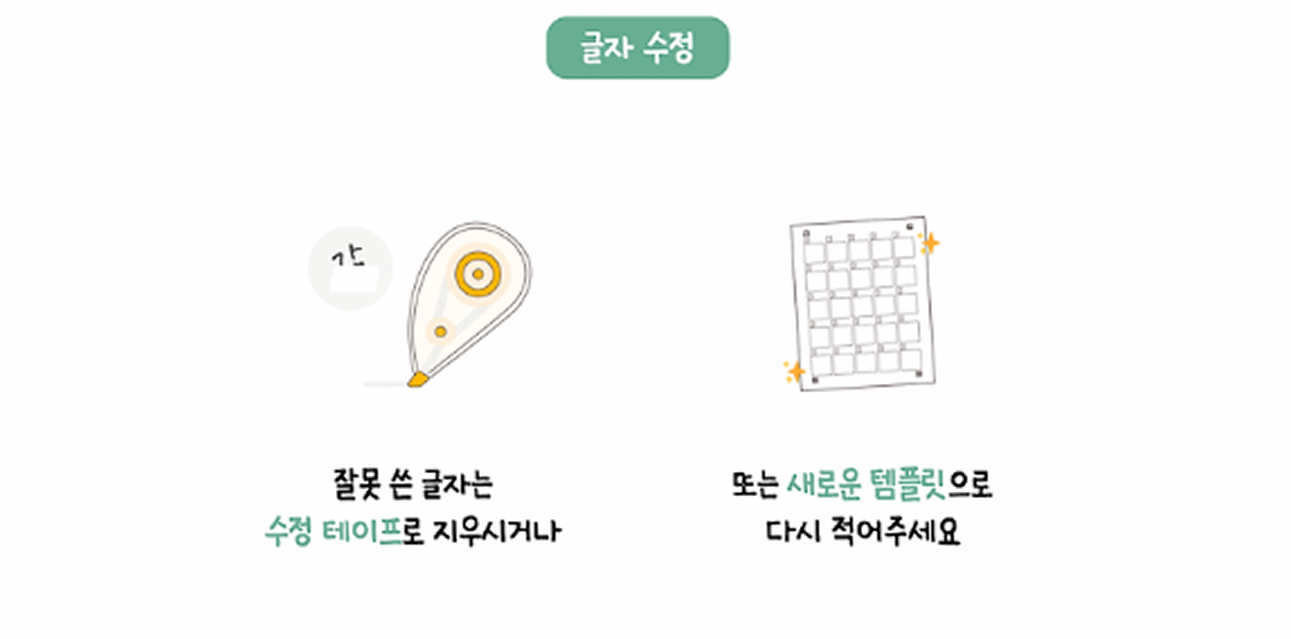 글자 수정
잘못 쓴 글자는
수정 테이프로 지우시거나
또는 새로운 템플릿으로
다시 적어주세요